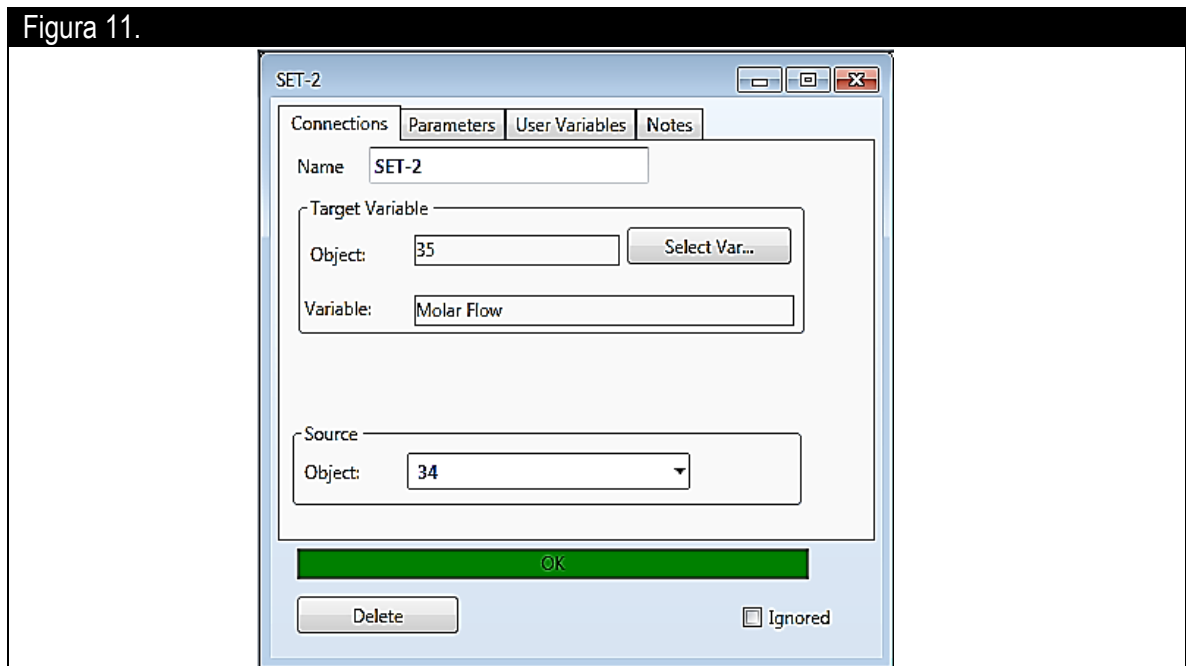 Figura 11.
SET-2
Connections Parameters User Variables Notes
Name SET-2
Target Variable
Object: 35 Select Var...
Variable: Molar Flow
Source
Object: 34
OK
Delete Ignored